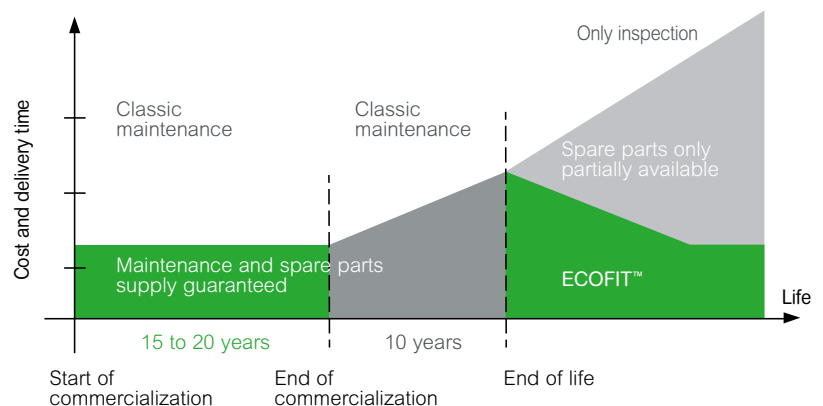 Only inspection
Classic
maintenance
Classic
maintenance
Cost and delivery time
Spare parts only
partially available
Maintenance and spare parts
supply guaranteed
ECOFIT™
Life
15 to 20 years
10 years
Start of
commercialization
End of
commercialization
End of life